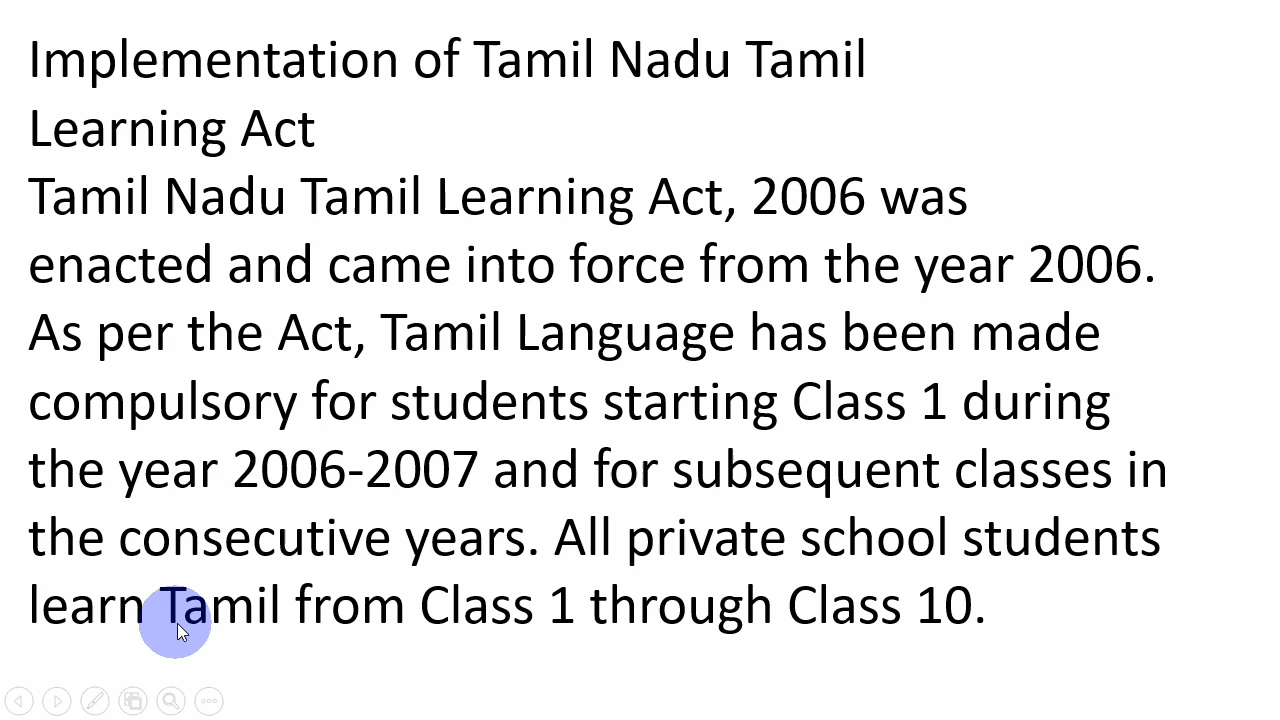 Implementation of Tamil Nadu Tamil
Learning Act
Tamil Nadu Tamil Learning Act, 2006 was
enacted and came into force from the year 2006.
As per the Act, Tamil Language has been made
compulsory for students starting Class 1 during
the year 2006-2007 and for subsequent classes in
the consecutive years. All private school students
learn Tamil from Class 1 through Class 10.